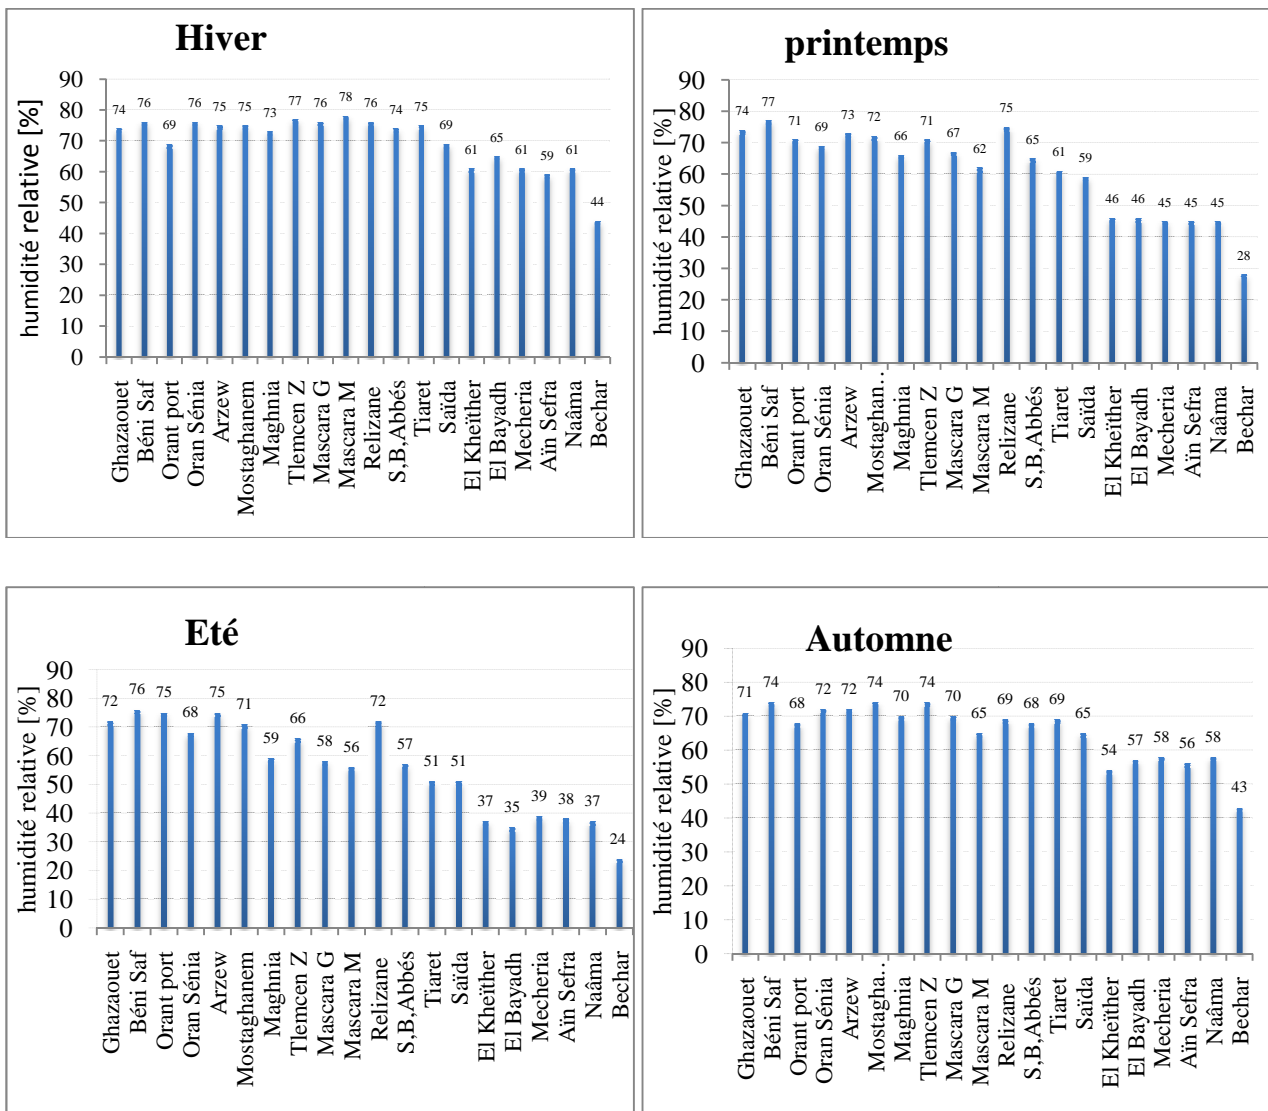 Hiver
humidité relative [%]
90
80
70
60
50
40
30
20
10
0
74 76 69 76 75 75 73 77 76 78 76 74 75 69 61 65 61 59 61 44
Ghazaouet
Béni Saf
Orant port
Oran Sénia
Arzew
Mostaghanem
Maghnia
Tlemcen Z
Mascara G
Mascara M
Relizane
S,B,Abbés
Tiaret
Saïda
El Kheïther
El Bayadh
Mecheria
Aïn Sefra
Naâma
Bechar
printemps
humidité relative [%]
90
80
70
60
50
40
30
20
10
0
74 77 71 69 73 72 66 71 67 62 75 65 61 59 46 46 45 45 45 28
Ghazaouet
Béni Saf
Orant port
Oran Sénia
Arzew
Mostaghan…
Maghnia
Tlemcen Z
Mascara G
Mascara M
Relizane
S,B,Abbés
Tiaret
Saïda
El Kheïther
El Bayadh
Mecheria
Aïn Sefra
Naâma
Bechar
Eté
humidité relative [%]
90
80
70
60
50
40
30
20
10
0
72 76 75 68 75 71 59 66 58 56 72 57 51 51 37 35 39 38 37 24
Ghazaouet
Béni Saf
Orant port
Oran Sénia
Arzew
Mostaghanem
Maghnia
Tlemcen Z
Mascara G
Mascara M
Relizane
S,B,Abbés
Tiaret
Saïda
El Kheïther
El Bayadh
Mecheria
Aïn Sefra
Naâma
Bechar
Automne
humidité relative [%]
90
80
70
60
50
40
30
20
10
0
71 74 68 72 72 74 70 74 70 65 69 68 69 65 54 57 58 56 58 43
Ghazaouet
Béni Saf
Orant port
Oran Sénia
Arzew
Mostagha…
Maghnia
Tlemcen Z
Mascara G
Mascara M
Relizane
S,B,Abbés
Tiaret
Saïda
El Kheïther
El Bayadh
Mecheria
Aïn Sefra
Naâma
Bechar